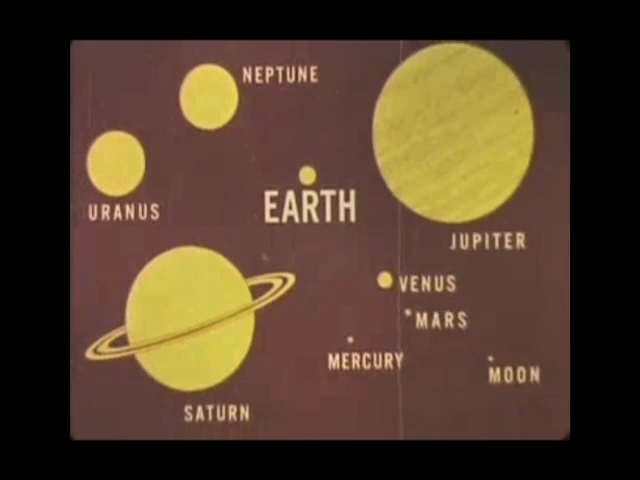 NEPTUNE
URANUS
EARTH
JUPITER
VENUS
MARS
MERCURY
MOON
SATURN